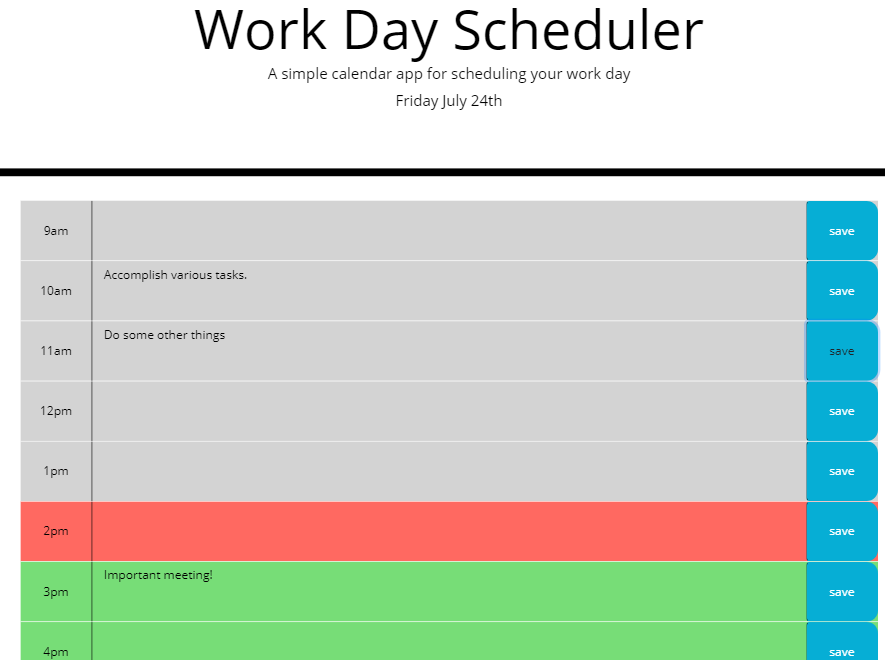 Work Day Scheduler
A simple calendar app for scheduling your work day
Friday July 24th
9am save
10am Accomplish various tasks. save
11am Do some other things save
12pm save
1pm save
2pm save
3pm Important meeting! save
4pm save